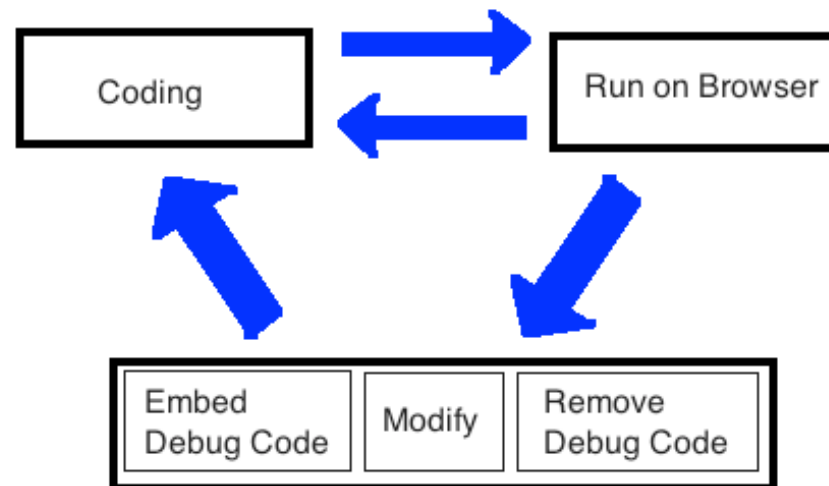 Coding
Run on Browser
Embed
Debug Code
Modify
Remove
Debug Code